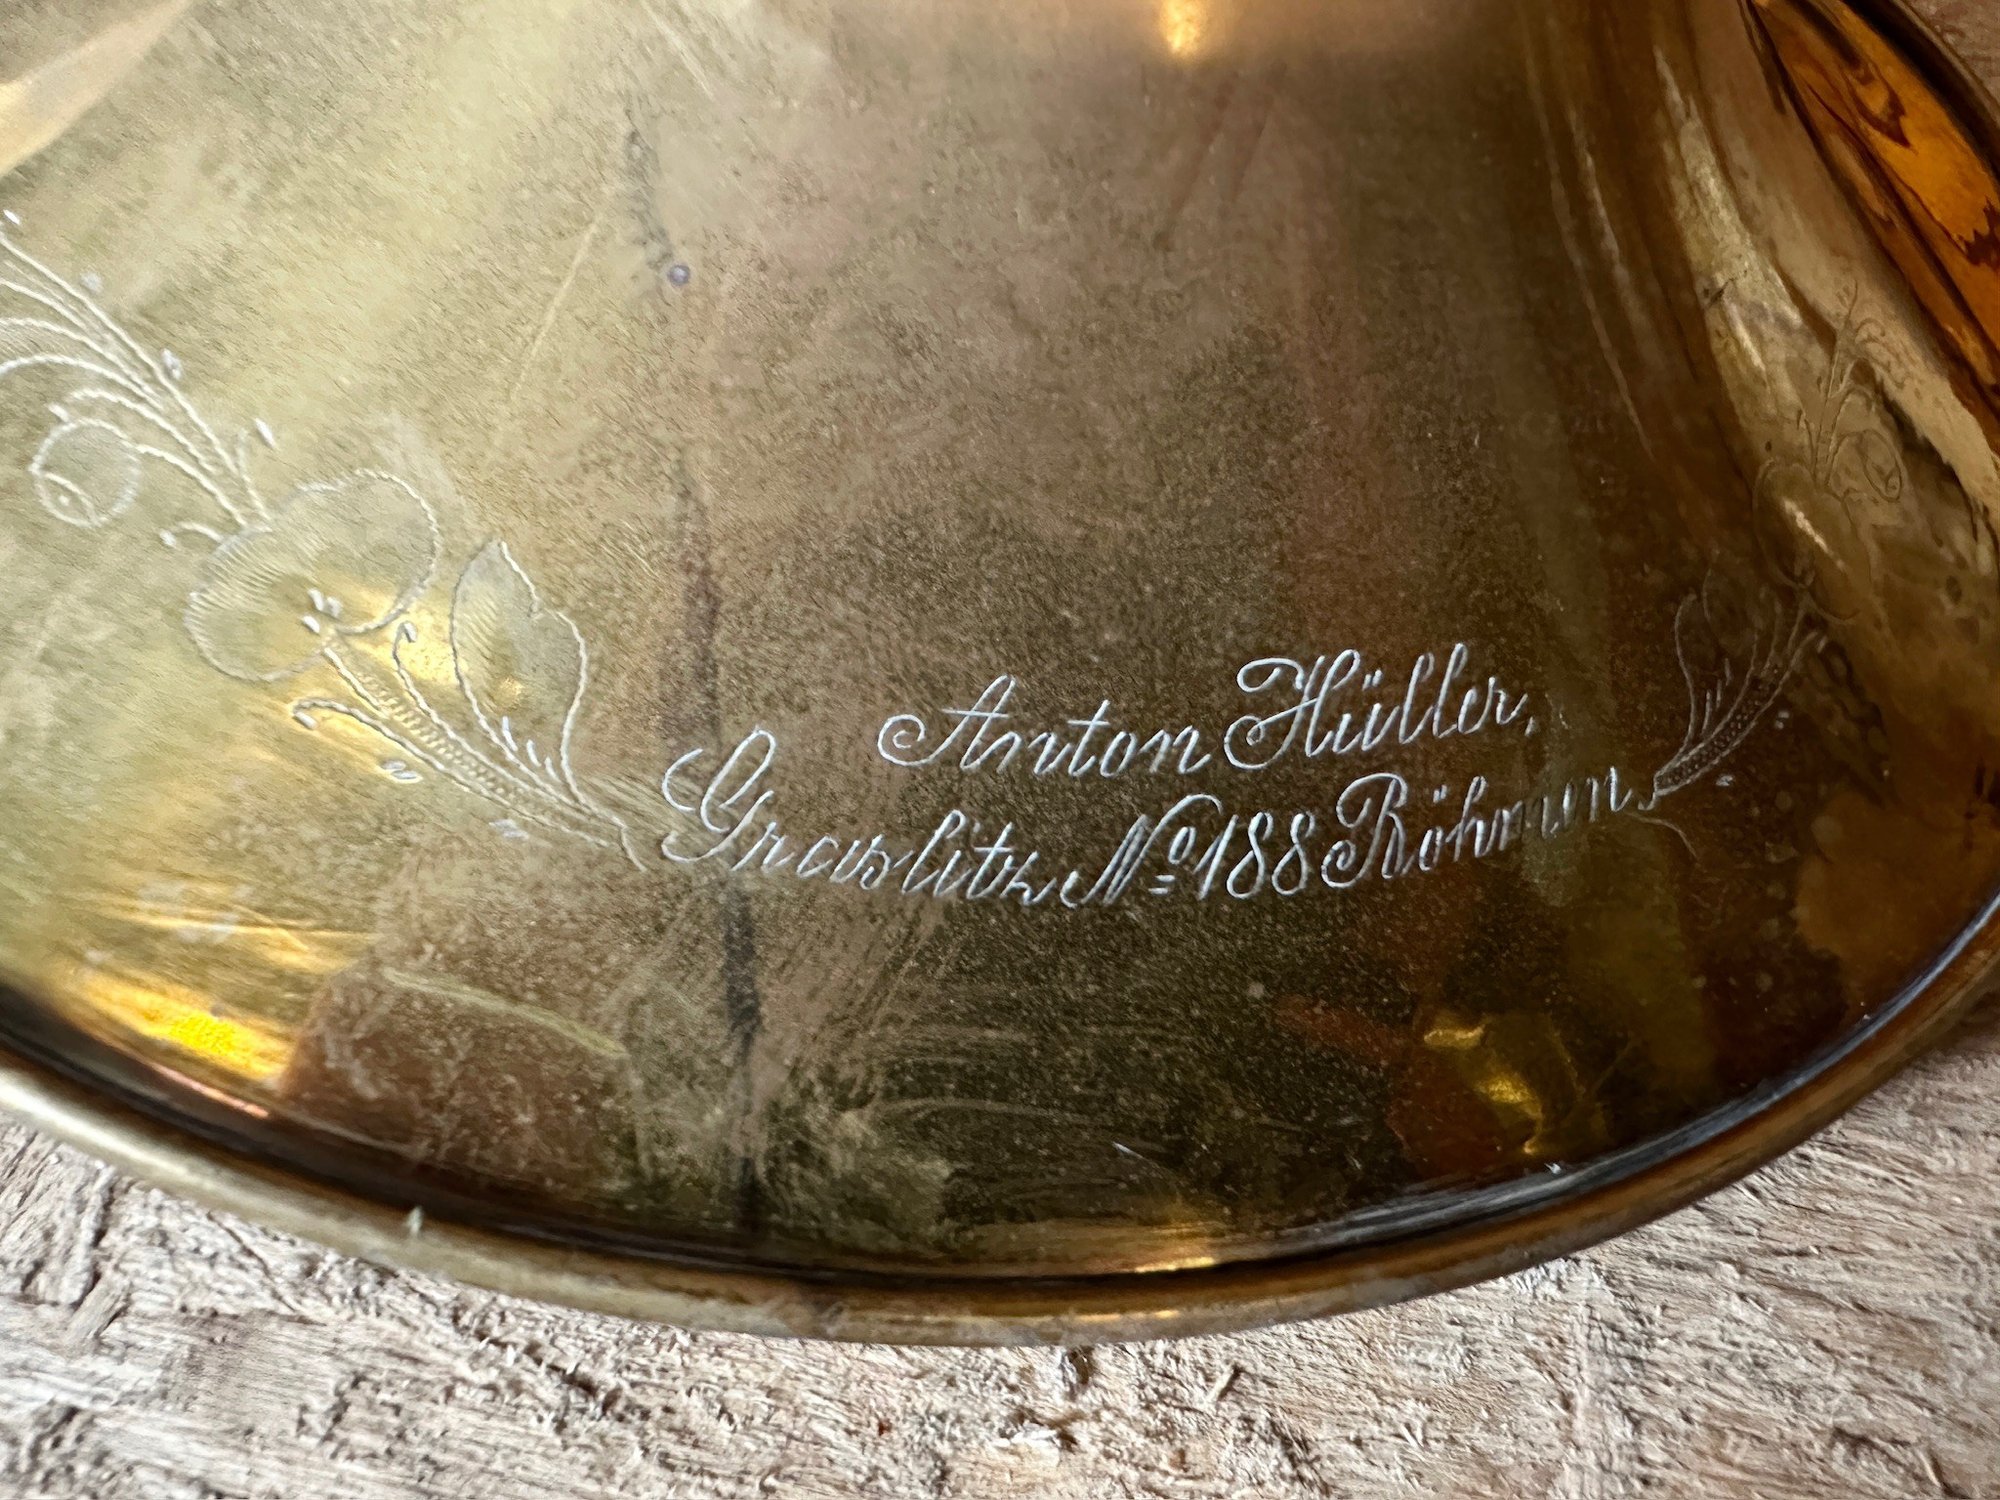 Anton Hüller,
Graslitz No 188 Böhmen.